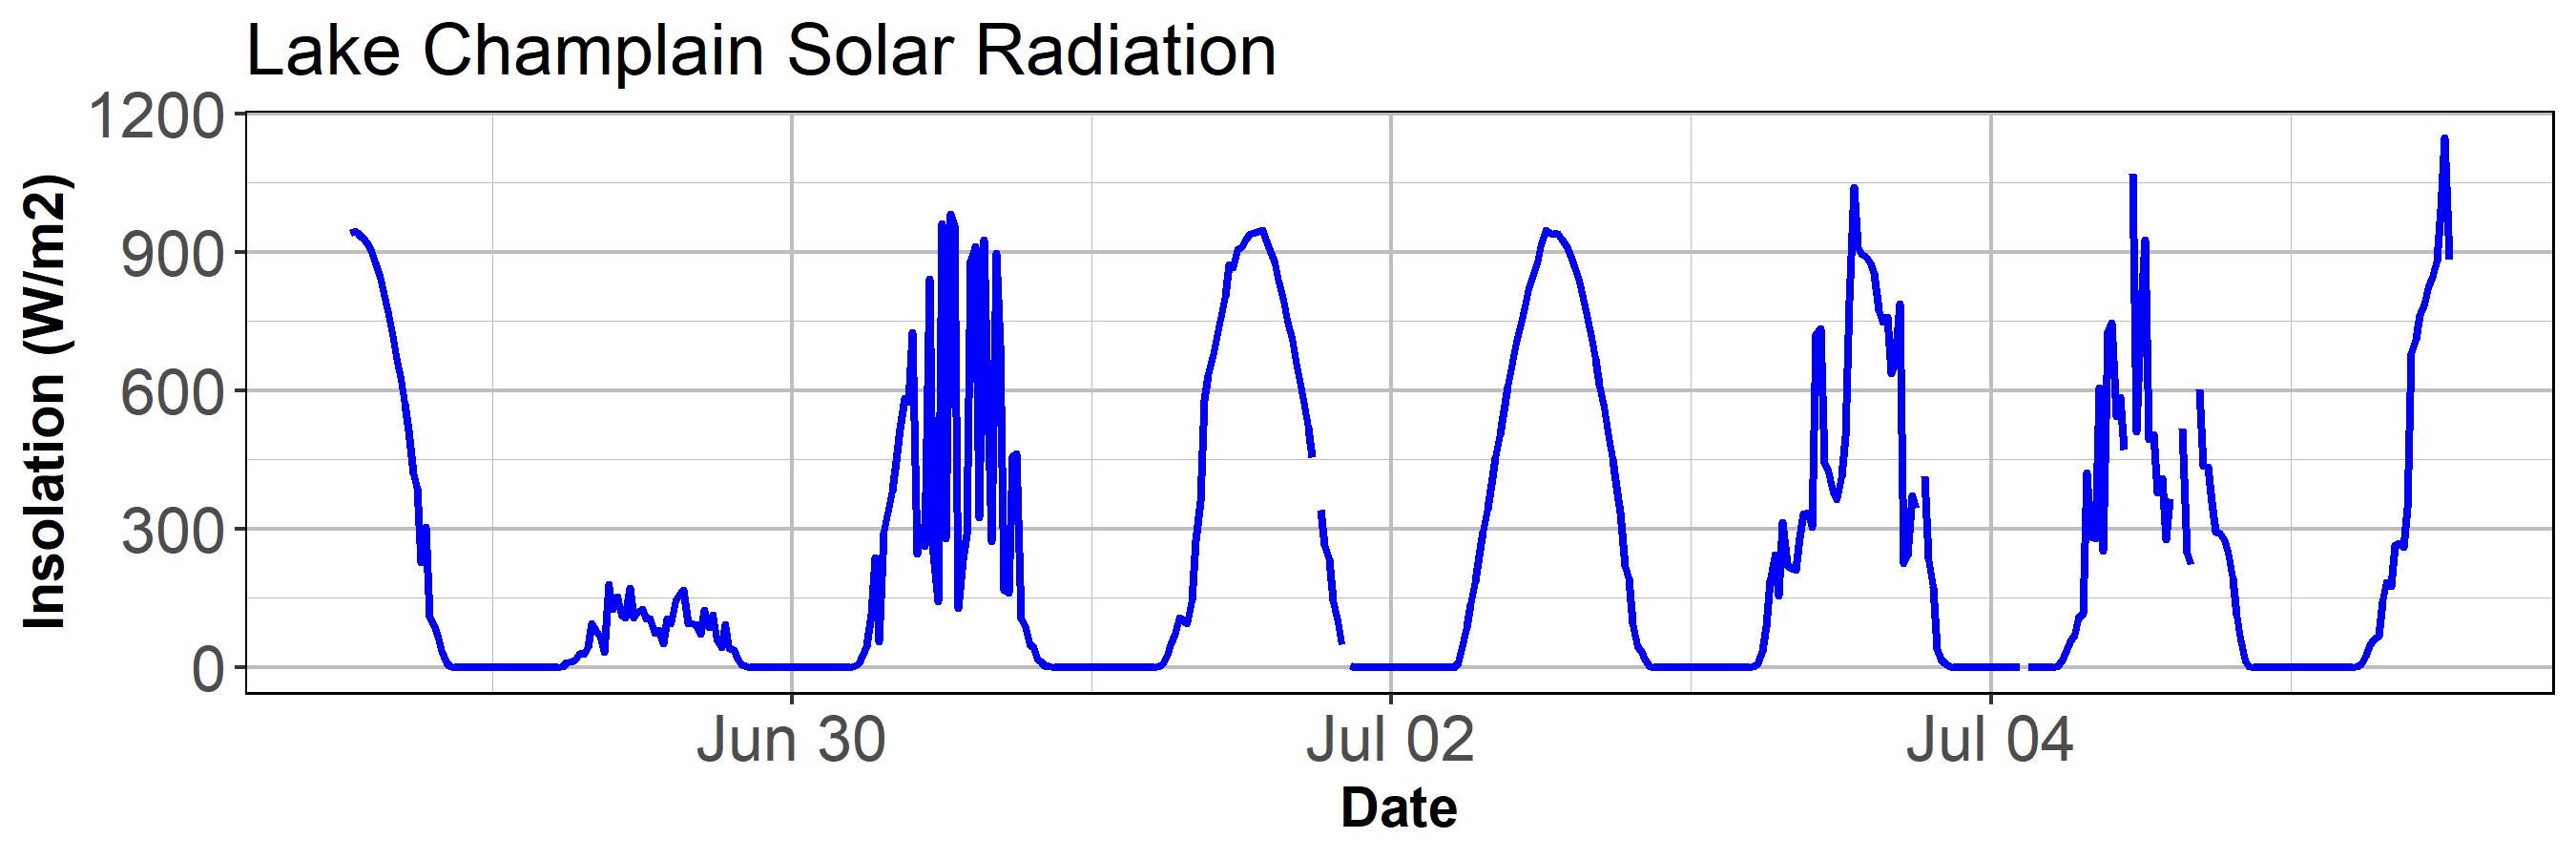 Lake Champlain Solar Radiation
1200
900
600
300
0
Insolation (W/m2)
Jun 30 Jul 02 Jul 04
Date